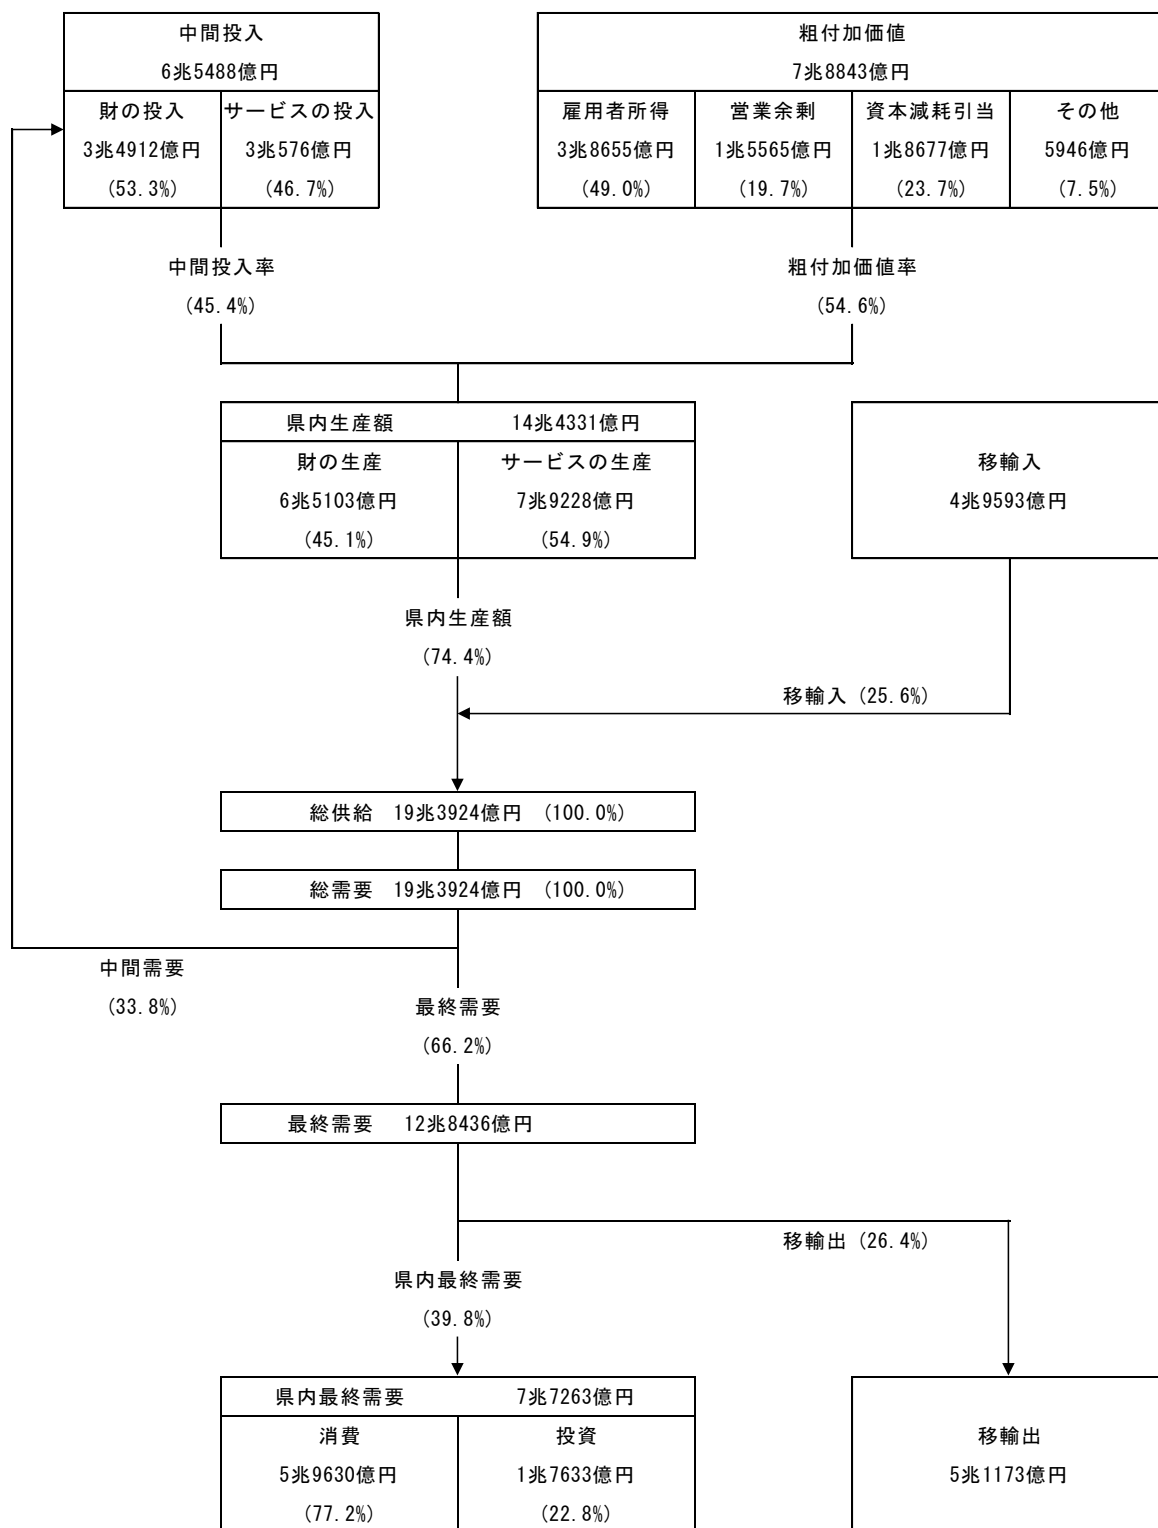 中間投入
6兆5488億円
財の投入
3兆4912億円
(53.3%)
サービスの投入
3兆576億円
(46.7%)
粗付加価値
7兆8843億円
雇用者所得
3兆8655億円
(49.0%)
営業余剰
1兆5565億円
(19.7%)
資本減耗引当
1兆8677億円
(23.7%)
その他
5946億円
(7.5%)
中間投入率
(45.4%)
粗付加価値率
(54.6%)
県内生産額 14兆4331億円
財の生産
6兆5103億円
(45.1%)
サービスの生産
7兆9228億円
(54.9%)
移輸入
4兆9593億円
県内生産額
(74.4%)
移輸入 (25.6%)
総供給 19兆3924億円 (100.0%)
総需要 19兆3924億円 (100.0%)
中間需要
(33.8%)
最終需要
(66.2%)
最終需要 12兆8436億円
移輸出 (26.4%)
県内最終需要
(39.8%)
県内最終需要 7兆7263億円
消費
5兆9630億円
(77.2%)
投資
1兆7633億円
(22.8%)
移輸出
5兆1173億円